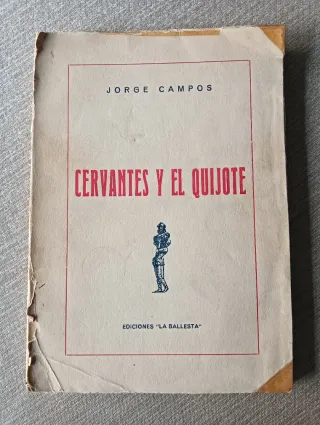 JORGE CAMPOS
CERVANTES Y EL QUIJOTE
EDICIONES "LA BALLESTA"